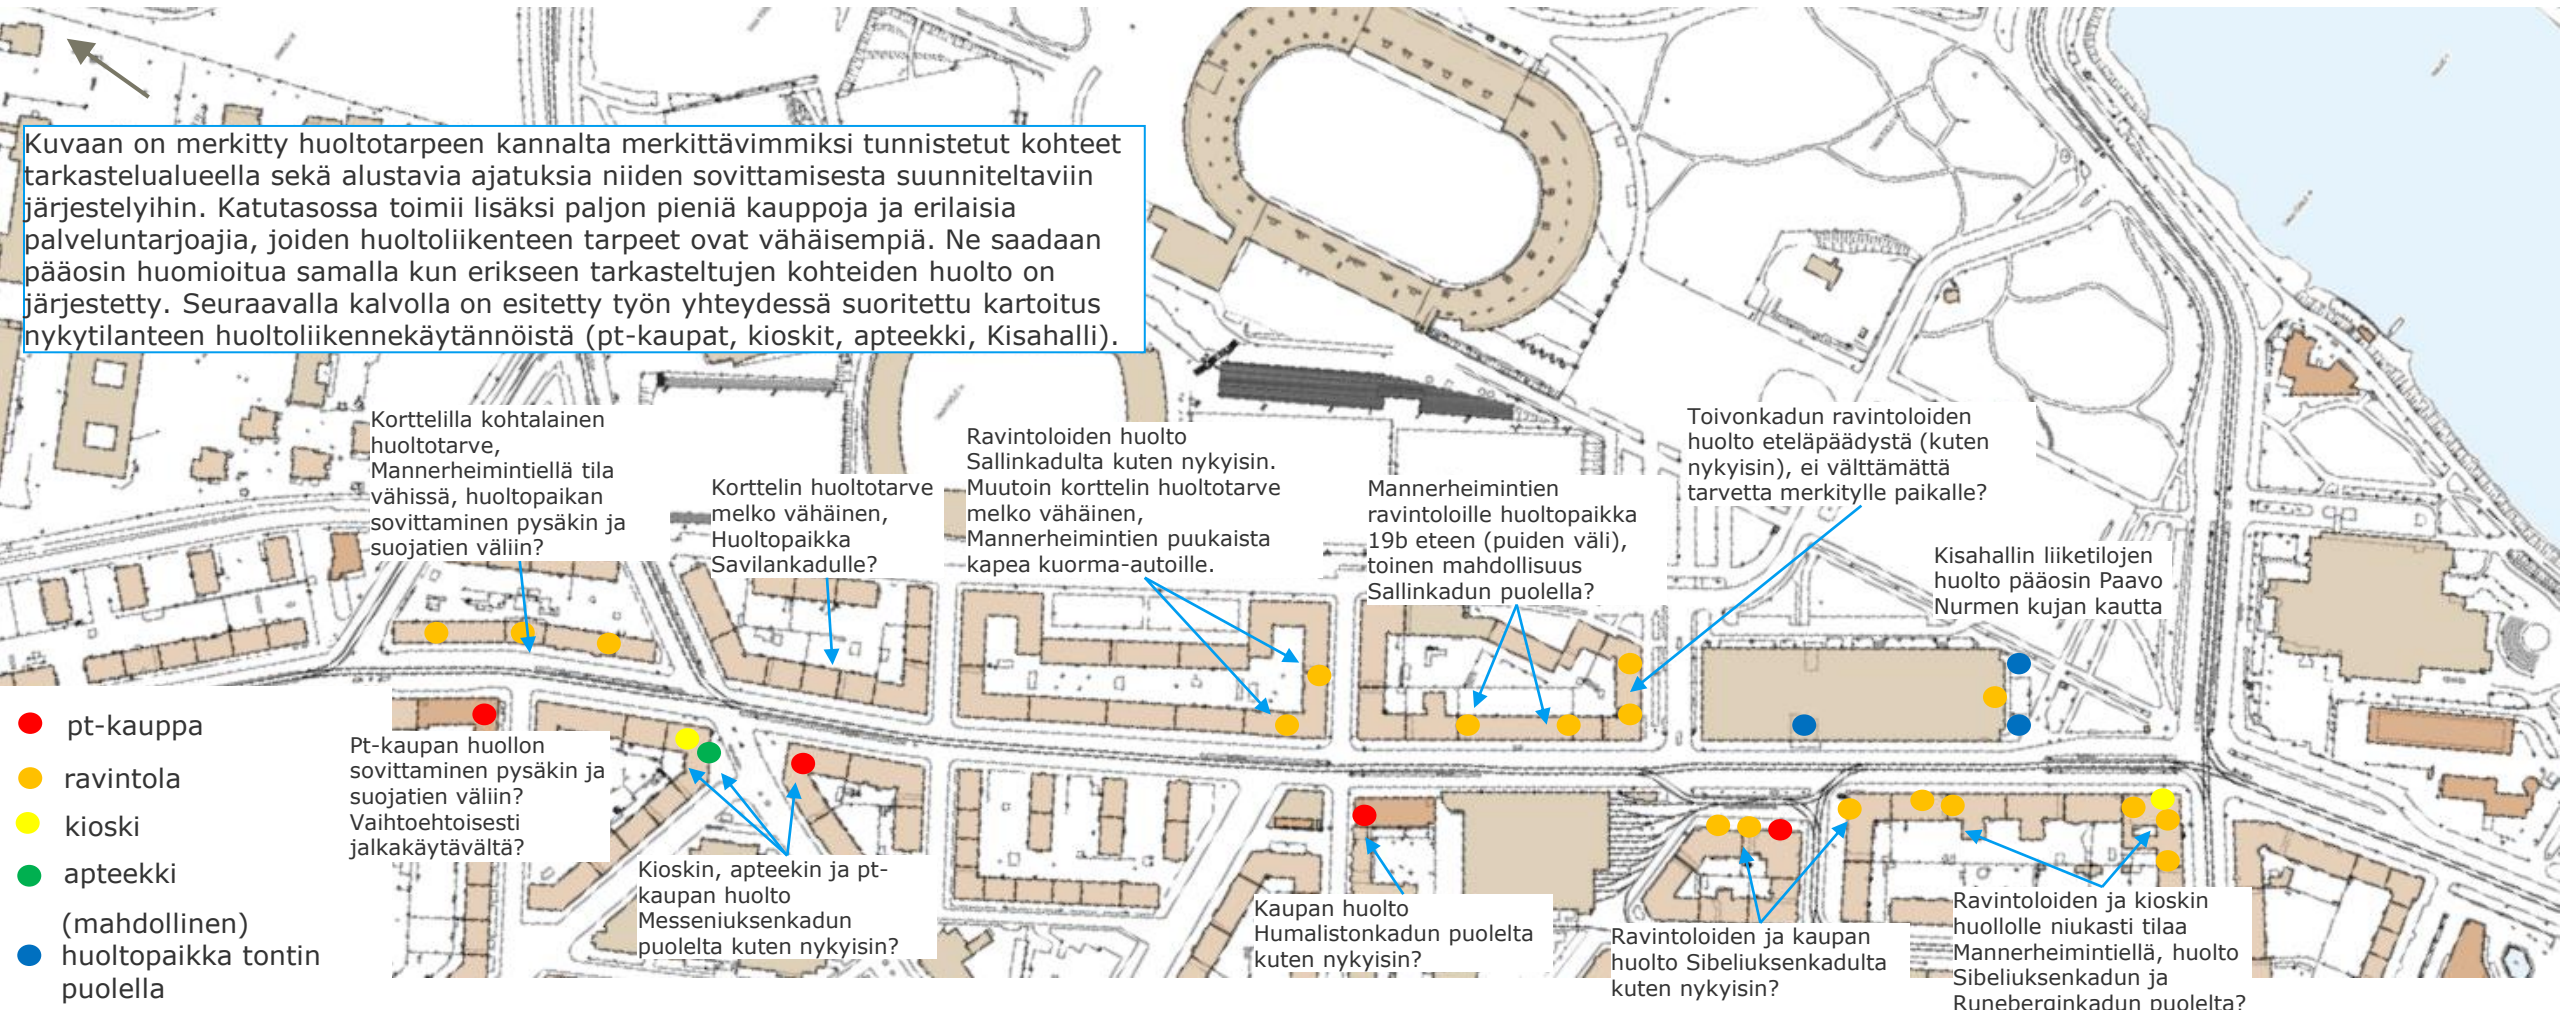 Kuvaan on merkitty huoltotarpeen kannalta merkittävimmiksi tunnistetut kohteet
tarkastelualueella sekä alustavia ajatuksia niiden sovittamisesta suunniteltaviin
järjestelyihin. Katutasossa toimii lisäksi paljon pieniä kauppoja ja erilaisia
palveluntarjoajia, joiden huoltoliikenteen tarpeet ovat vähäisempiä. Ne saadaan
pääosin huomioitua samalla kun erikseen tarkasteltujen kohteiden huolto on
järjestetty. Seuraavalla kalvolla on esitetty työn yhteydessä suoritettu kartoitus
nykytilanteen huoltoliikennekäytännöistä (pt-kaupat, kioskit, apteekki, Kisahalli).
Korttelilla kohtalainen
huoltotarve,
Mannerheimintiellä tila
vähissä, huoltopaikan
sovittaminen pysäkin ja
suojatien väliin?
Korttelin huoltotarve
melko vähäinen,
Huoltopaikka
Savilankadulle?
Ravintoloiden huolto
Sallinkadulta kuten nykyisin.
Muutoin korttelin huoltotarve
melko vähäinen,
Mannerheimintien puukaista
kapea kuorma-autoille.
Mannerheimintien
ravintoloille huoltopaikka
19b eteen (puiden väli),
toinen mahdollisuus
Sallinkadun puolella?
Toivonkadun ravintoloiden
huolto eteläpäädystä (kuten
nykyisin), ei välttämättä
tarvetta merkitylle paikalle?
Kisahallin liiketilojen
huolto pääosin Paavo
Nurmen kujan kautta
pt-kauppa
ravintola
kioski
apteekki
(mahdollinen)
huoltopaikka tontin
puolella
Pt-kaupan huollon
sovittaminen pysäkin ja
suojatien väliin?
Vaihtoehtoisesti
jalkakäytävältä?
Kioskin, apteekin ja pt-
kaupan huolto
Messeniuksenkadun
puolelta kuten nykyisin?
Kaupan huolto
Humalistonkadun puolelta
kuten nykyisin?
Ravintoloiden ja kaupan
huolto Sibeliuksenkadulta
kuten nykyisin?
Ravintoloiden ja kioskin
huollolle niukasti tilaa
Mannerheimintiellä, huolto
Sibeliuksenkadun ja
Runeberginkadun puolelta?